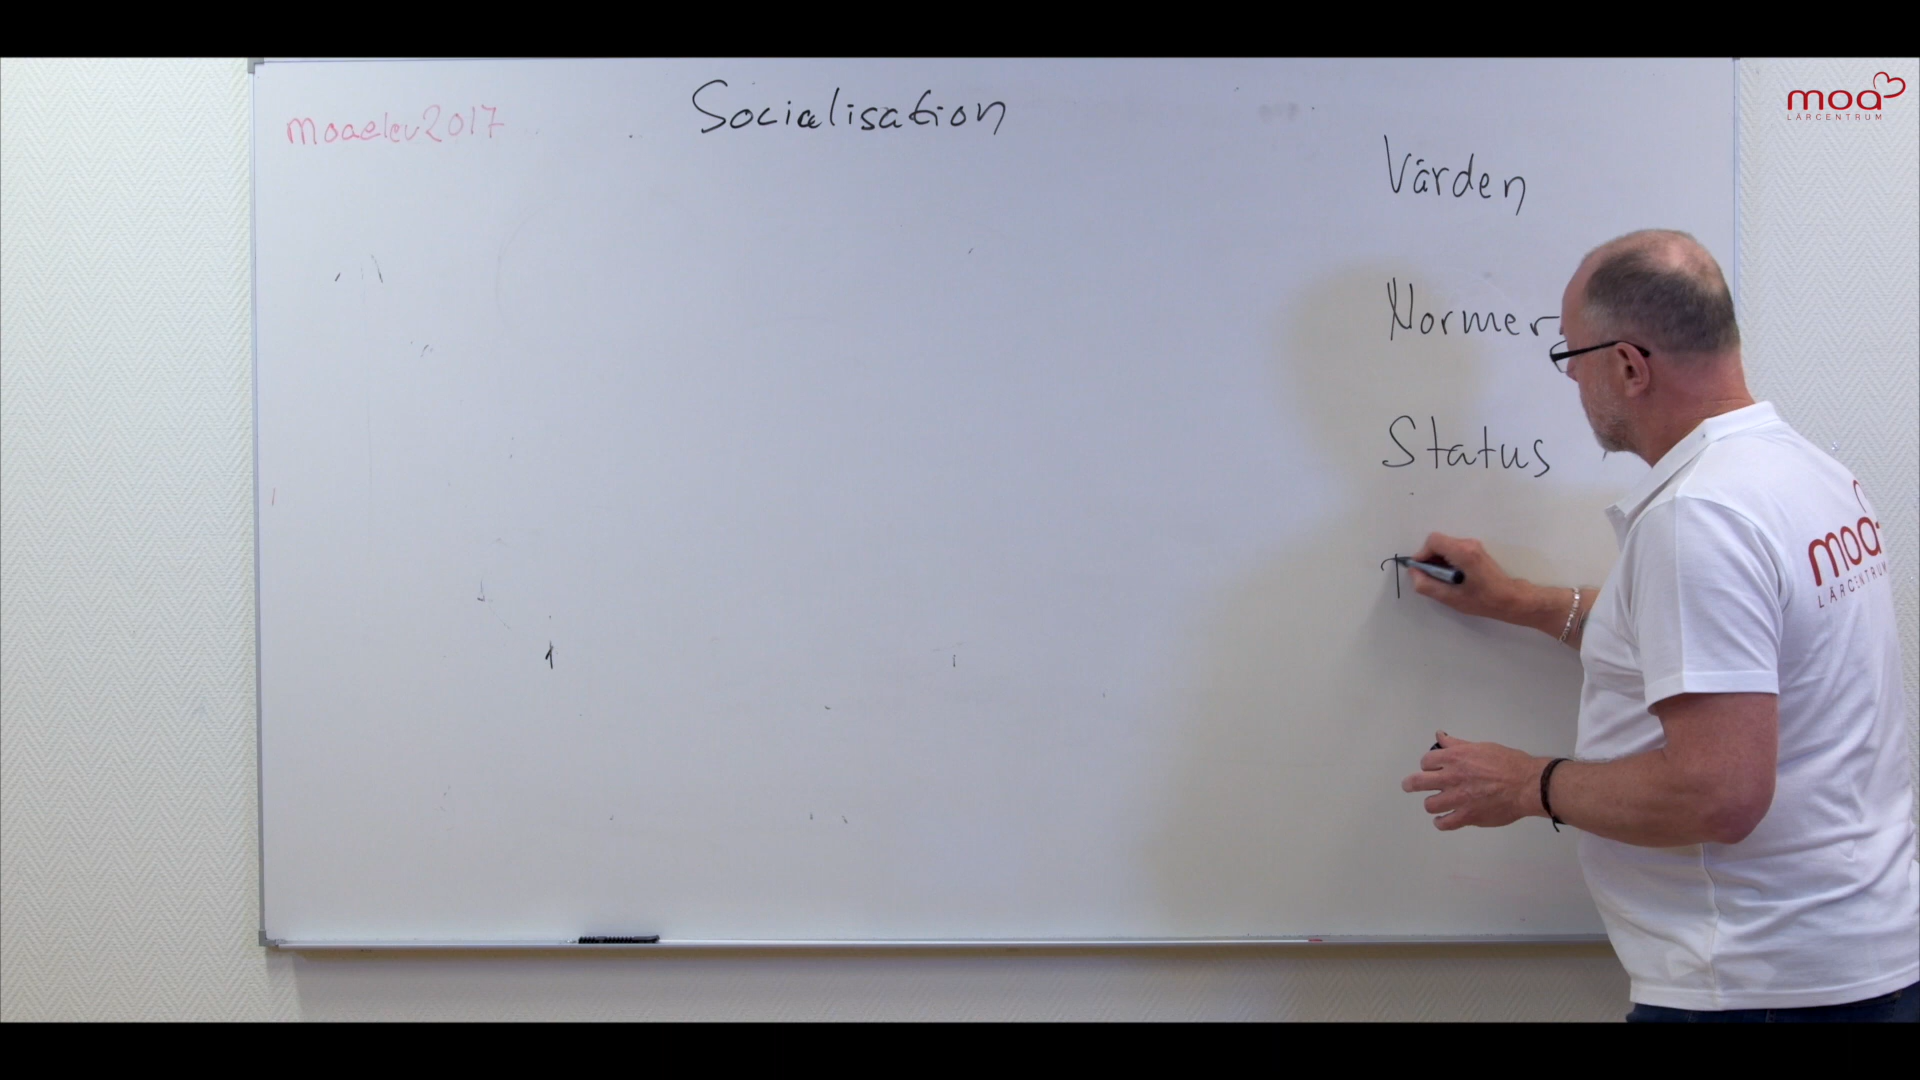 moaelev2017
Socialisation
moa
LÄRCENTRUM
Värden
Normer
Status
moa
LÄRCENTRUM